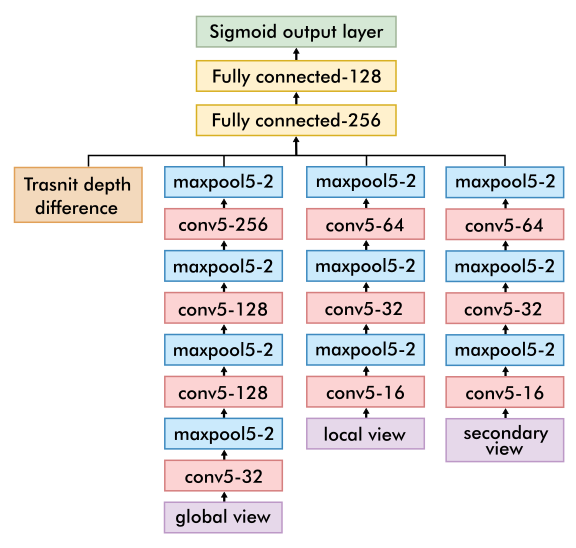 Sigmoid output layer
Fully connected-128
Fully connected-256
Trasnit depth
difference
maxpool5-2
conv5-256
maxpool5-2
conv5-128
maxpool5-2
conv5-128
maxpool5-2
conv5-32
global view
maxpool5-2
conv5-64
maxpool5-2
conv5-32
maxpool5-2
conv5-16
local view
maxpool5-2
conv5-64
maxpool5-2
conv5-32
maxpool5-2
conv5-16
secondary
view